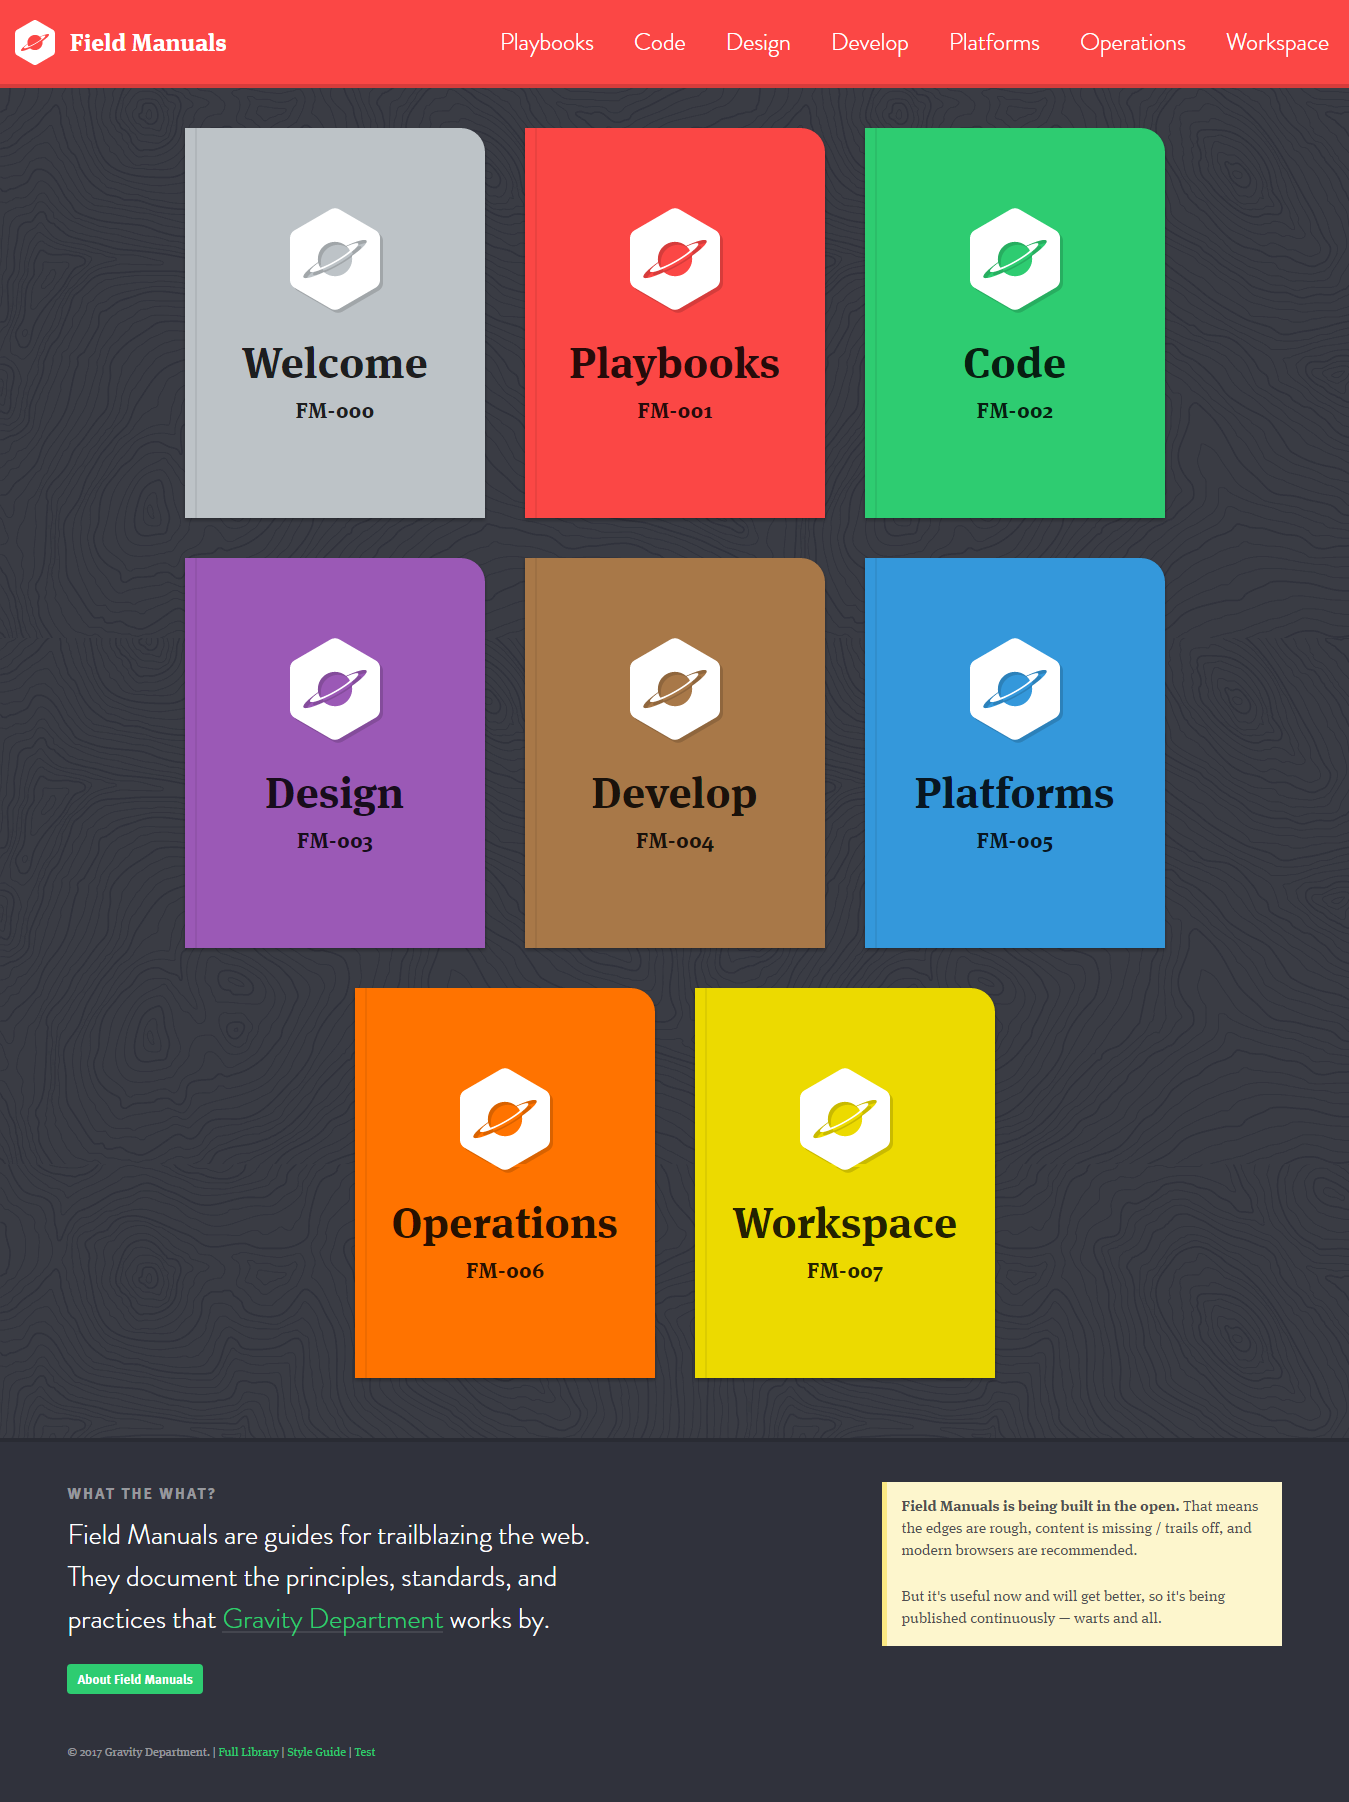 Field Manuals
Playbooks Code Design Develop Platforms Operations Workspace
Welcome
FM-000
Playbooks
FM-001
Code
FM-002
Design
FM-003
Develop
FM-004
Platforms
FM-005
Operations
FM-006
Workspace
FM-007
WHAT THE WHAT?
Field Manuals are guides for trailblazing the web.
They document the principles, standards, and
practices that Gravity Department works by.
About Field Manuals
Field Manuals is being built in the open. That means
the edges are rough, content is missing / trails off, and
modern browsers are recommended.
But it's useful now and will get better, so it's being
published continuously — warts and all.
© 2017 Gravity Department. | Full Library | Style Guide | Test